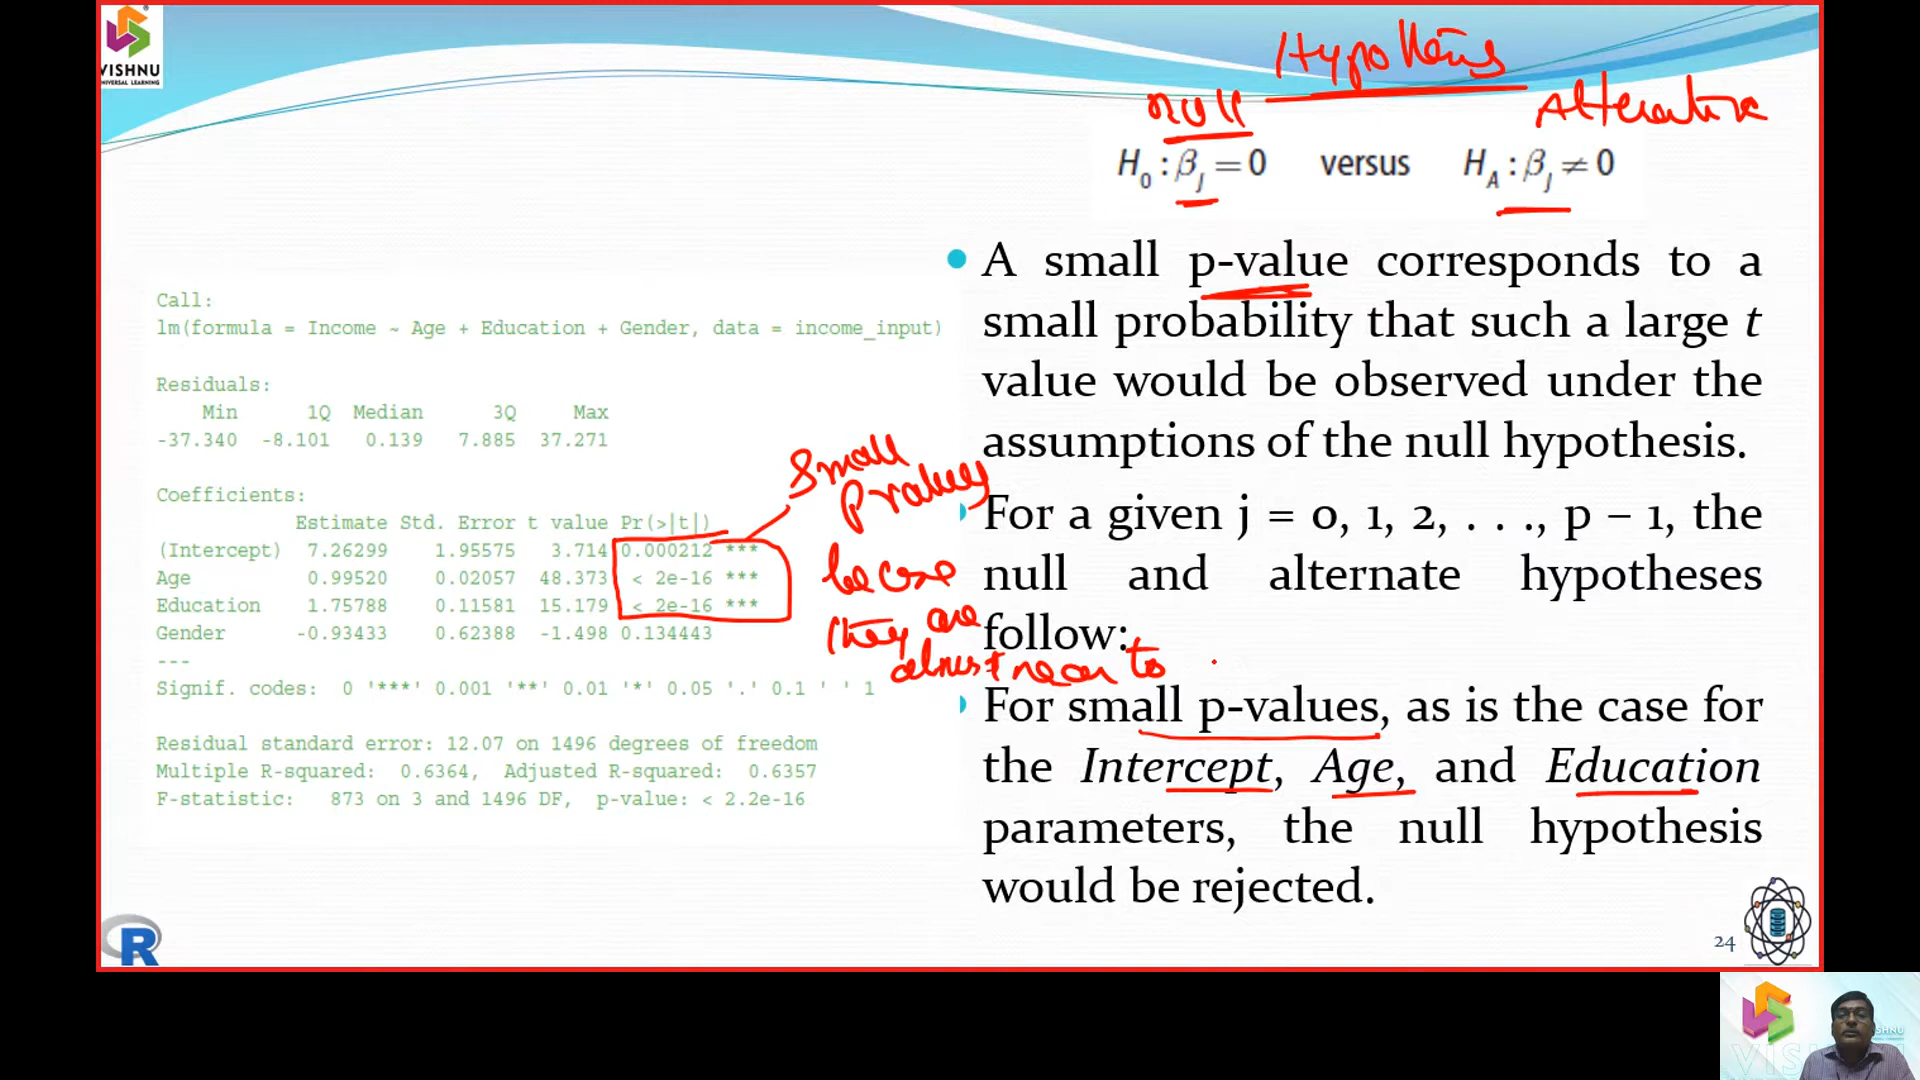 VISHNU
UNIVERSAL LEARNING
Hypothesis
Null
Alternative
H0 : βj = 0 versus HA : βj ≠ 0
• A small p-value corresponds to a
small probability that such a large t
value would be observed under the
assumptions of the null hypothesis.
• For a given j = 0, 1, 2, . . ., p – 1, the
null and alternate hypotheses
follow:
• For small p-values, as is the case for
the Intercept, Age, and Education
parameters, the null hypothesis
would be rejected.
Call:
lm(formula = Income ~ Age + Education + Gender, data = income_input)
Residuals:
Min 1Q Median 3Q Max
-37.340 -8.101 0.139 7.885 37.271
Coefficients:
Estimate Std. Error t value Pr(>|t|)
(Intercept) 7.26299 1.95575 3.714 0.000212 ***
Age 0.99520 0.02057 48.373 < 2e-16 ***
Education 1.75788 0.11581 15.179 < 2e-16 ***
Gender -0.93433 0.62388 -1.498 0.134443
---
Signif. codes: 0 '***' 0.001 '**' 0.01 '*' 0.05 '.' 0.1 ' ' 1
Residual standard error: 12.07 on 1496 degrees of freedom
Multiple R-squared: 0.6364, Adjusted R-squared: 0.6357
F-statistic: 873 on 3 and 1496 DF, p-value: < 2.2e-16
Small
p values
because
they are
almost near to
R
24